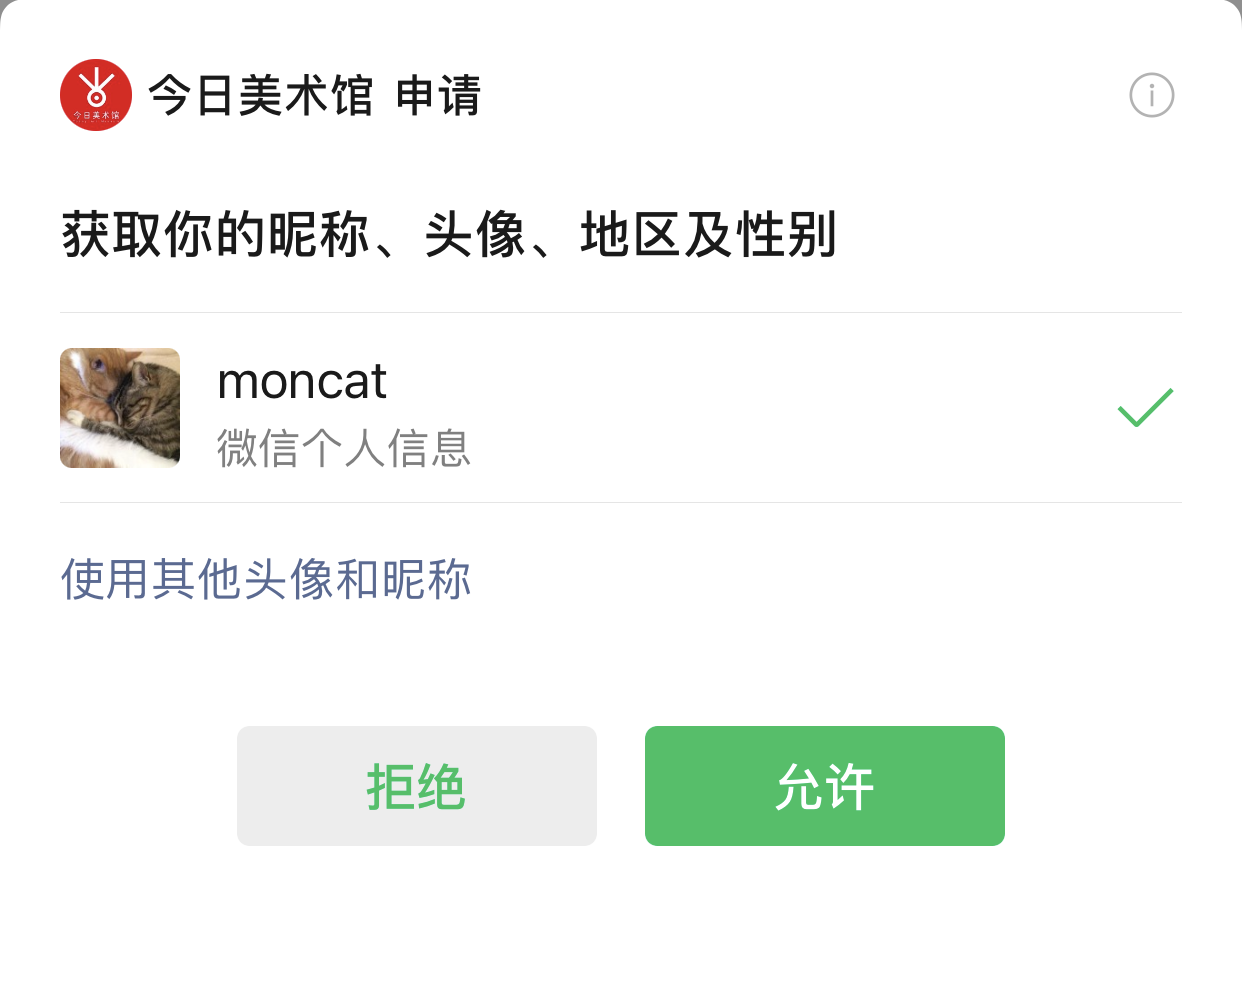 今日美术馆
今日美术馆 申请
获取你的昵称、头像、地区及性别
moncat
微信个人信息
使用其他头像和昵称
拒绝
允许